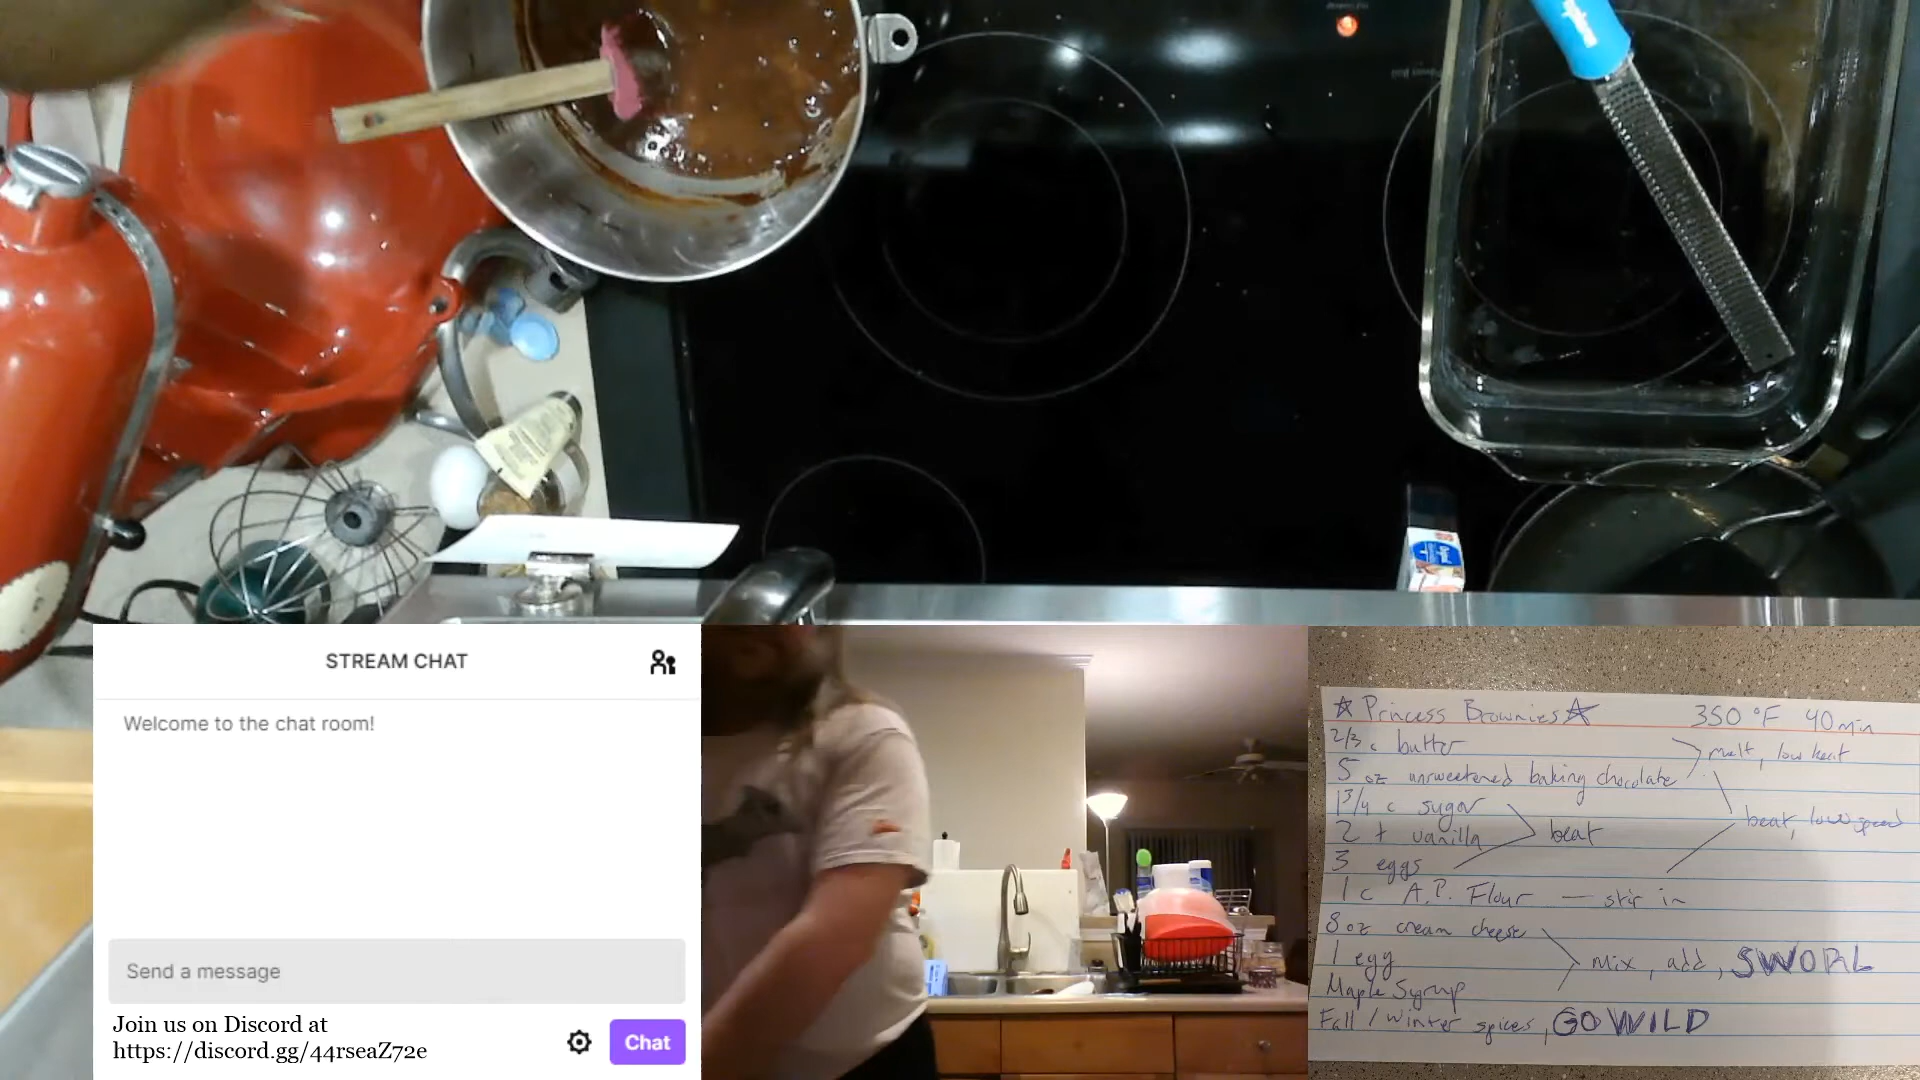 STREAM CHAT
Welcome to the chat room!
Send a message
Join us on Discord at
https://discord.gg/44rseaZ72e
Chat
Princess Brownies 350 °F 40 min
2/3 c butter
melt, low heat
5 oz unsweetened baking chocolate
1 3/4 c sugar
beat, low speed
2 t vanilla
beat
3 eggs
1 c A.P. Flour — stir in
8 oz cream cheese
1 egg
mix, add, SWORL
Maple Syrup
Fall / winter spices, GO WILD